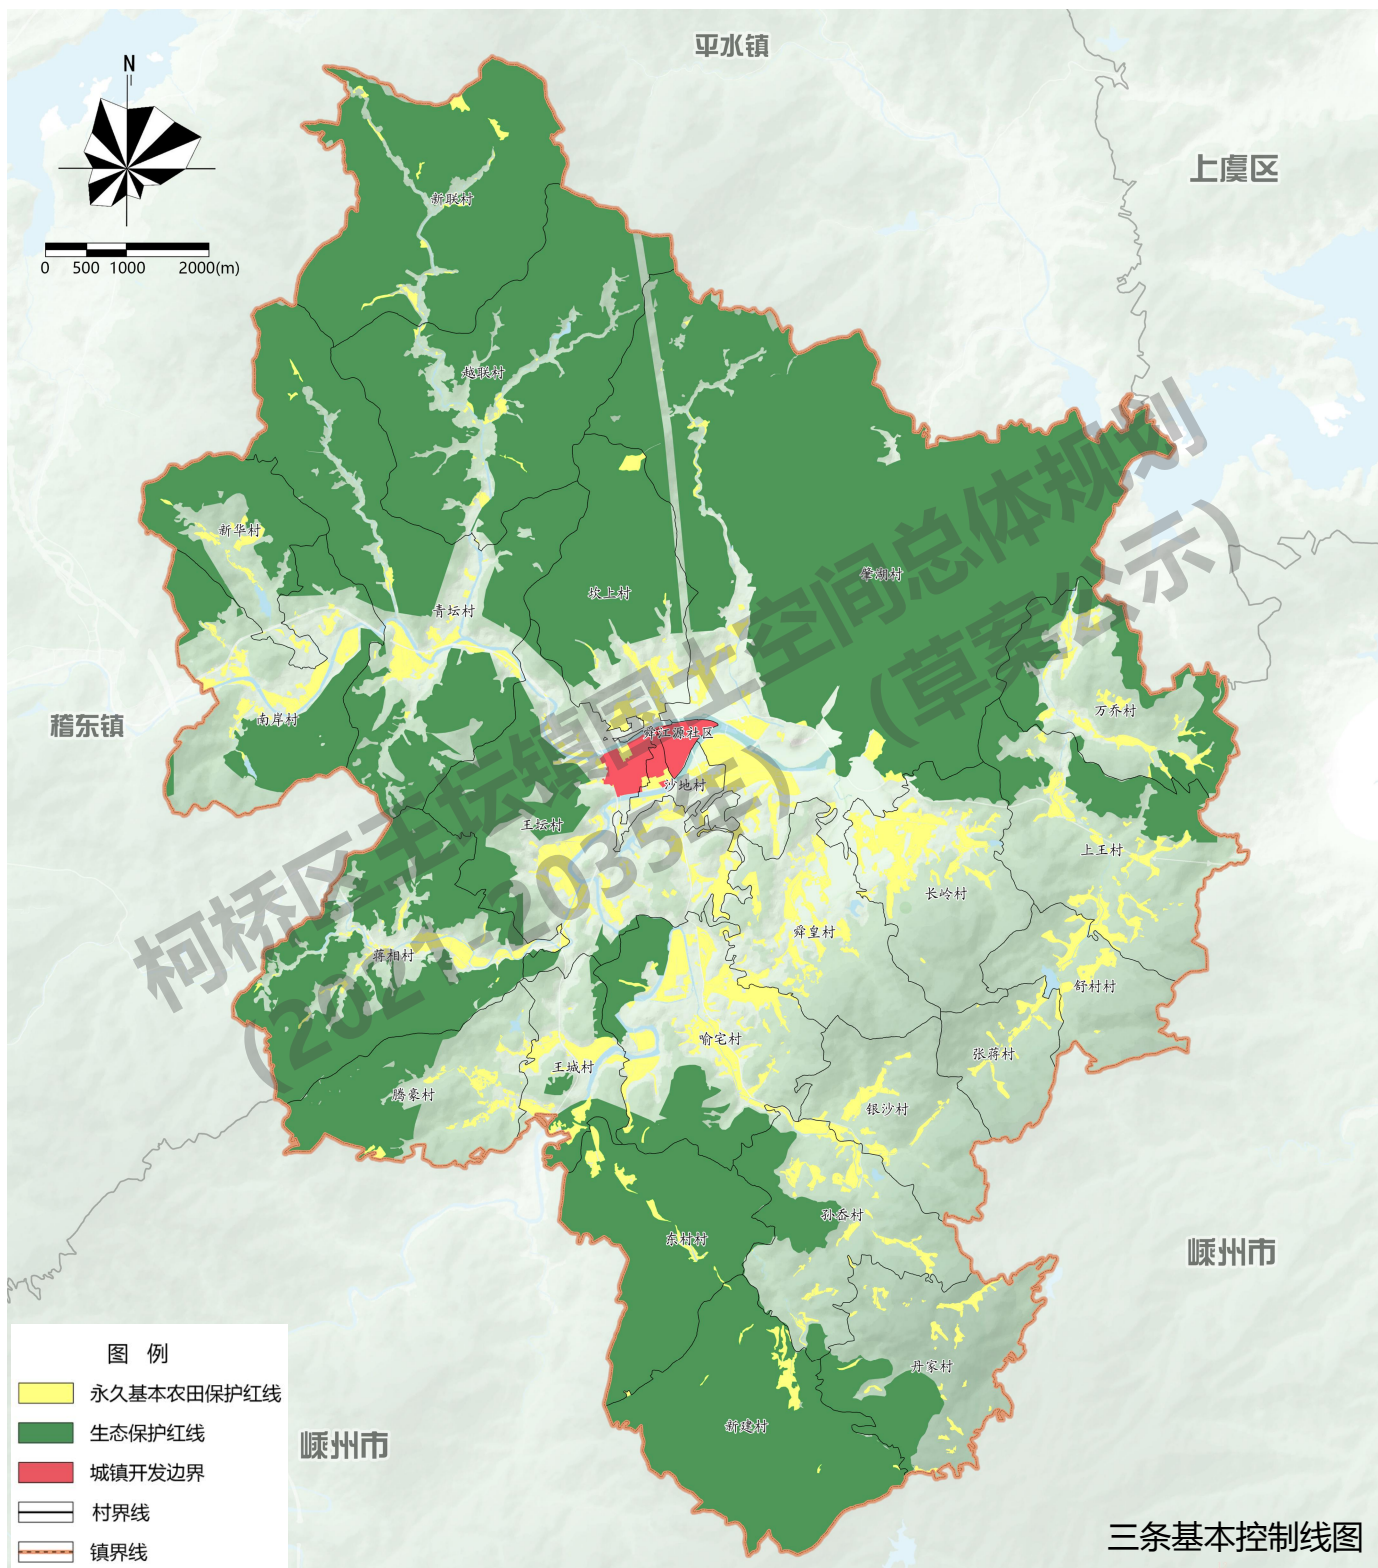 平水镇
N
上虞区
0 500 1000 2000(m)
新联村
越联村
新华村
肇湖村
坎上村
青坛村
万乔村
南岸村
稽东镇
舜江源社区
沙地村
王坛村
上王村
长岭村
舜皇村
蒋相村
舒村村
喻宅村
张蒋村
王城村
腾豪村
银沙村
孙岙村
东村村
嵊州市
丹家村
新建村
嵊州市
柯桥区王坛镇国土空间总体规划
(2021-2035年)
(草案公示)
图 例
永久基本农田保护红线
生态保护红线
城镇开发边界
村界线
镇界线
三条基本控制线图